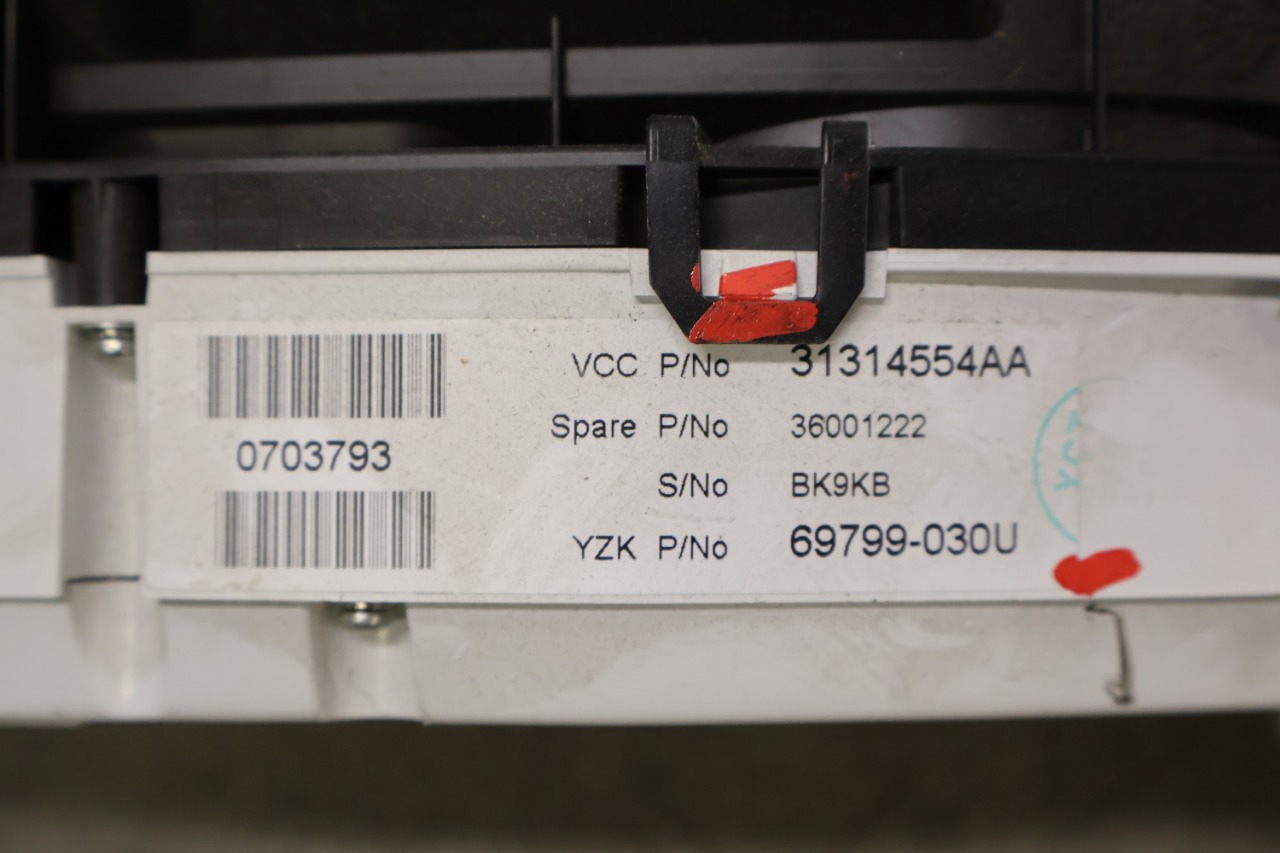 VCC P/No 31314554AA
Spare P/No 36001222
0703793
S/No BK9KB
YZK P/No 69799-030U